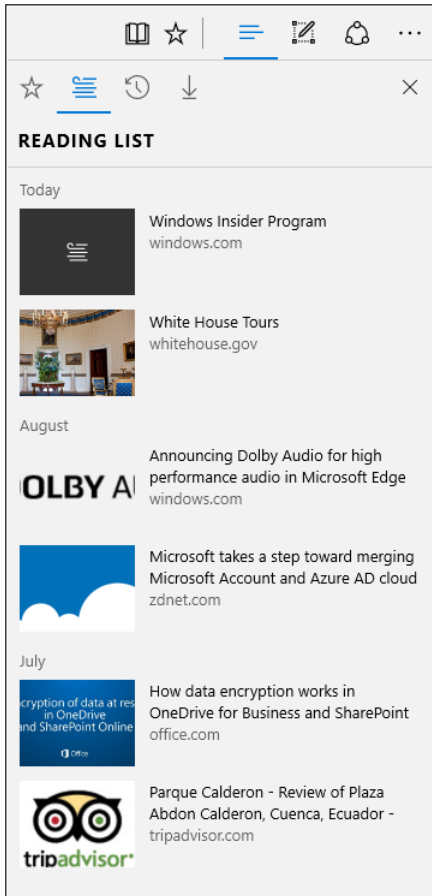 READING LIST
Today
Windows Insider Program
windows.com
White House Tours
whitehouse.gov
August
OLBY AU
Announcing Dolby Audio for high
performance audio in Microsoft Edge
windows.com
Microsoft takes a step toward merging
Microsoft Account and Azure AD cloud
zdnet.com
July
cryption of data at res
in OneDrive
and SharePoint Online
Office
How data encryption works in
OneDrive for Business and SharePoint
office.com
tripadvisor
Parque Calderon - Review of Plaza
Abdon Calderon, Cuenca, Ecuador -
tripadvisor.com